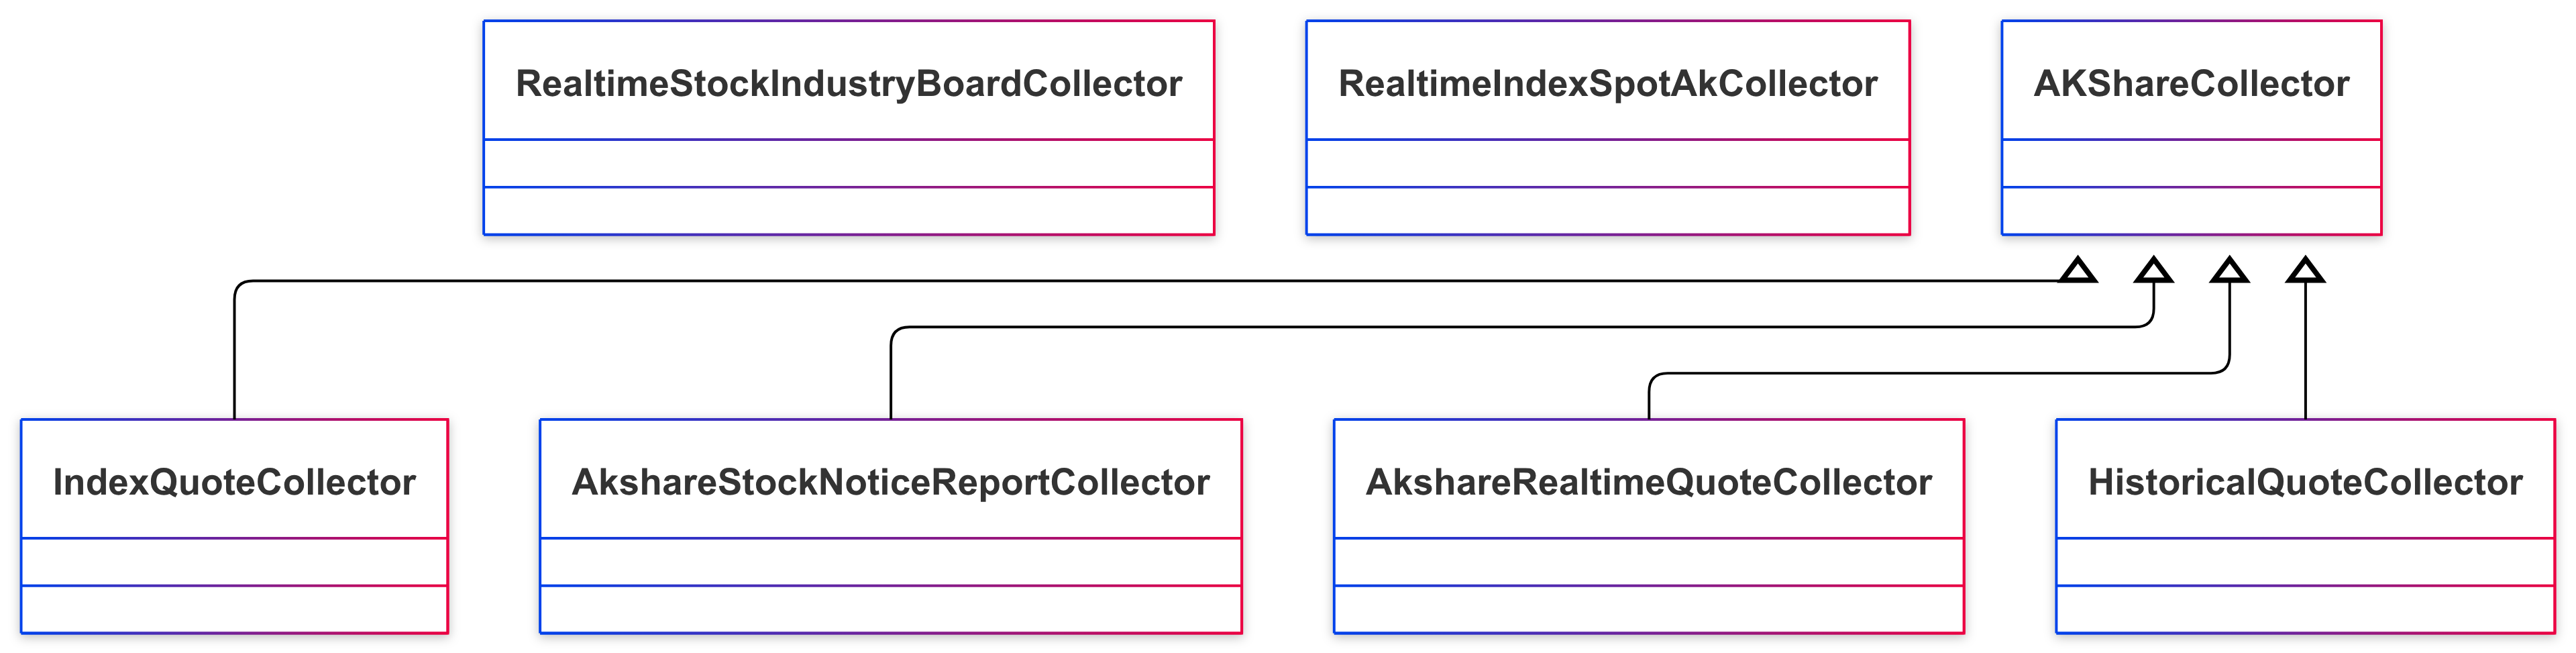 RealtimeStockIndustryBoardCollector
RealtimeIndexSpotAkCollector
AKShareCollector
IndexQuoteCollector
AkshareStockNoticeReportCollector
AkshareRealtimeQuoteCollector
HistoricalQuoteCollector